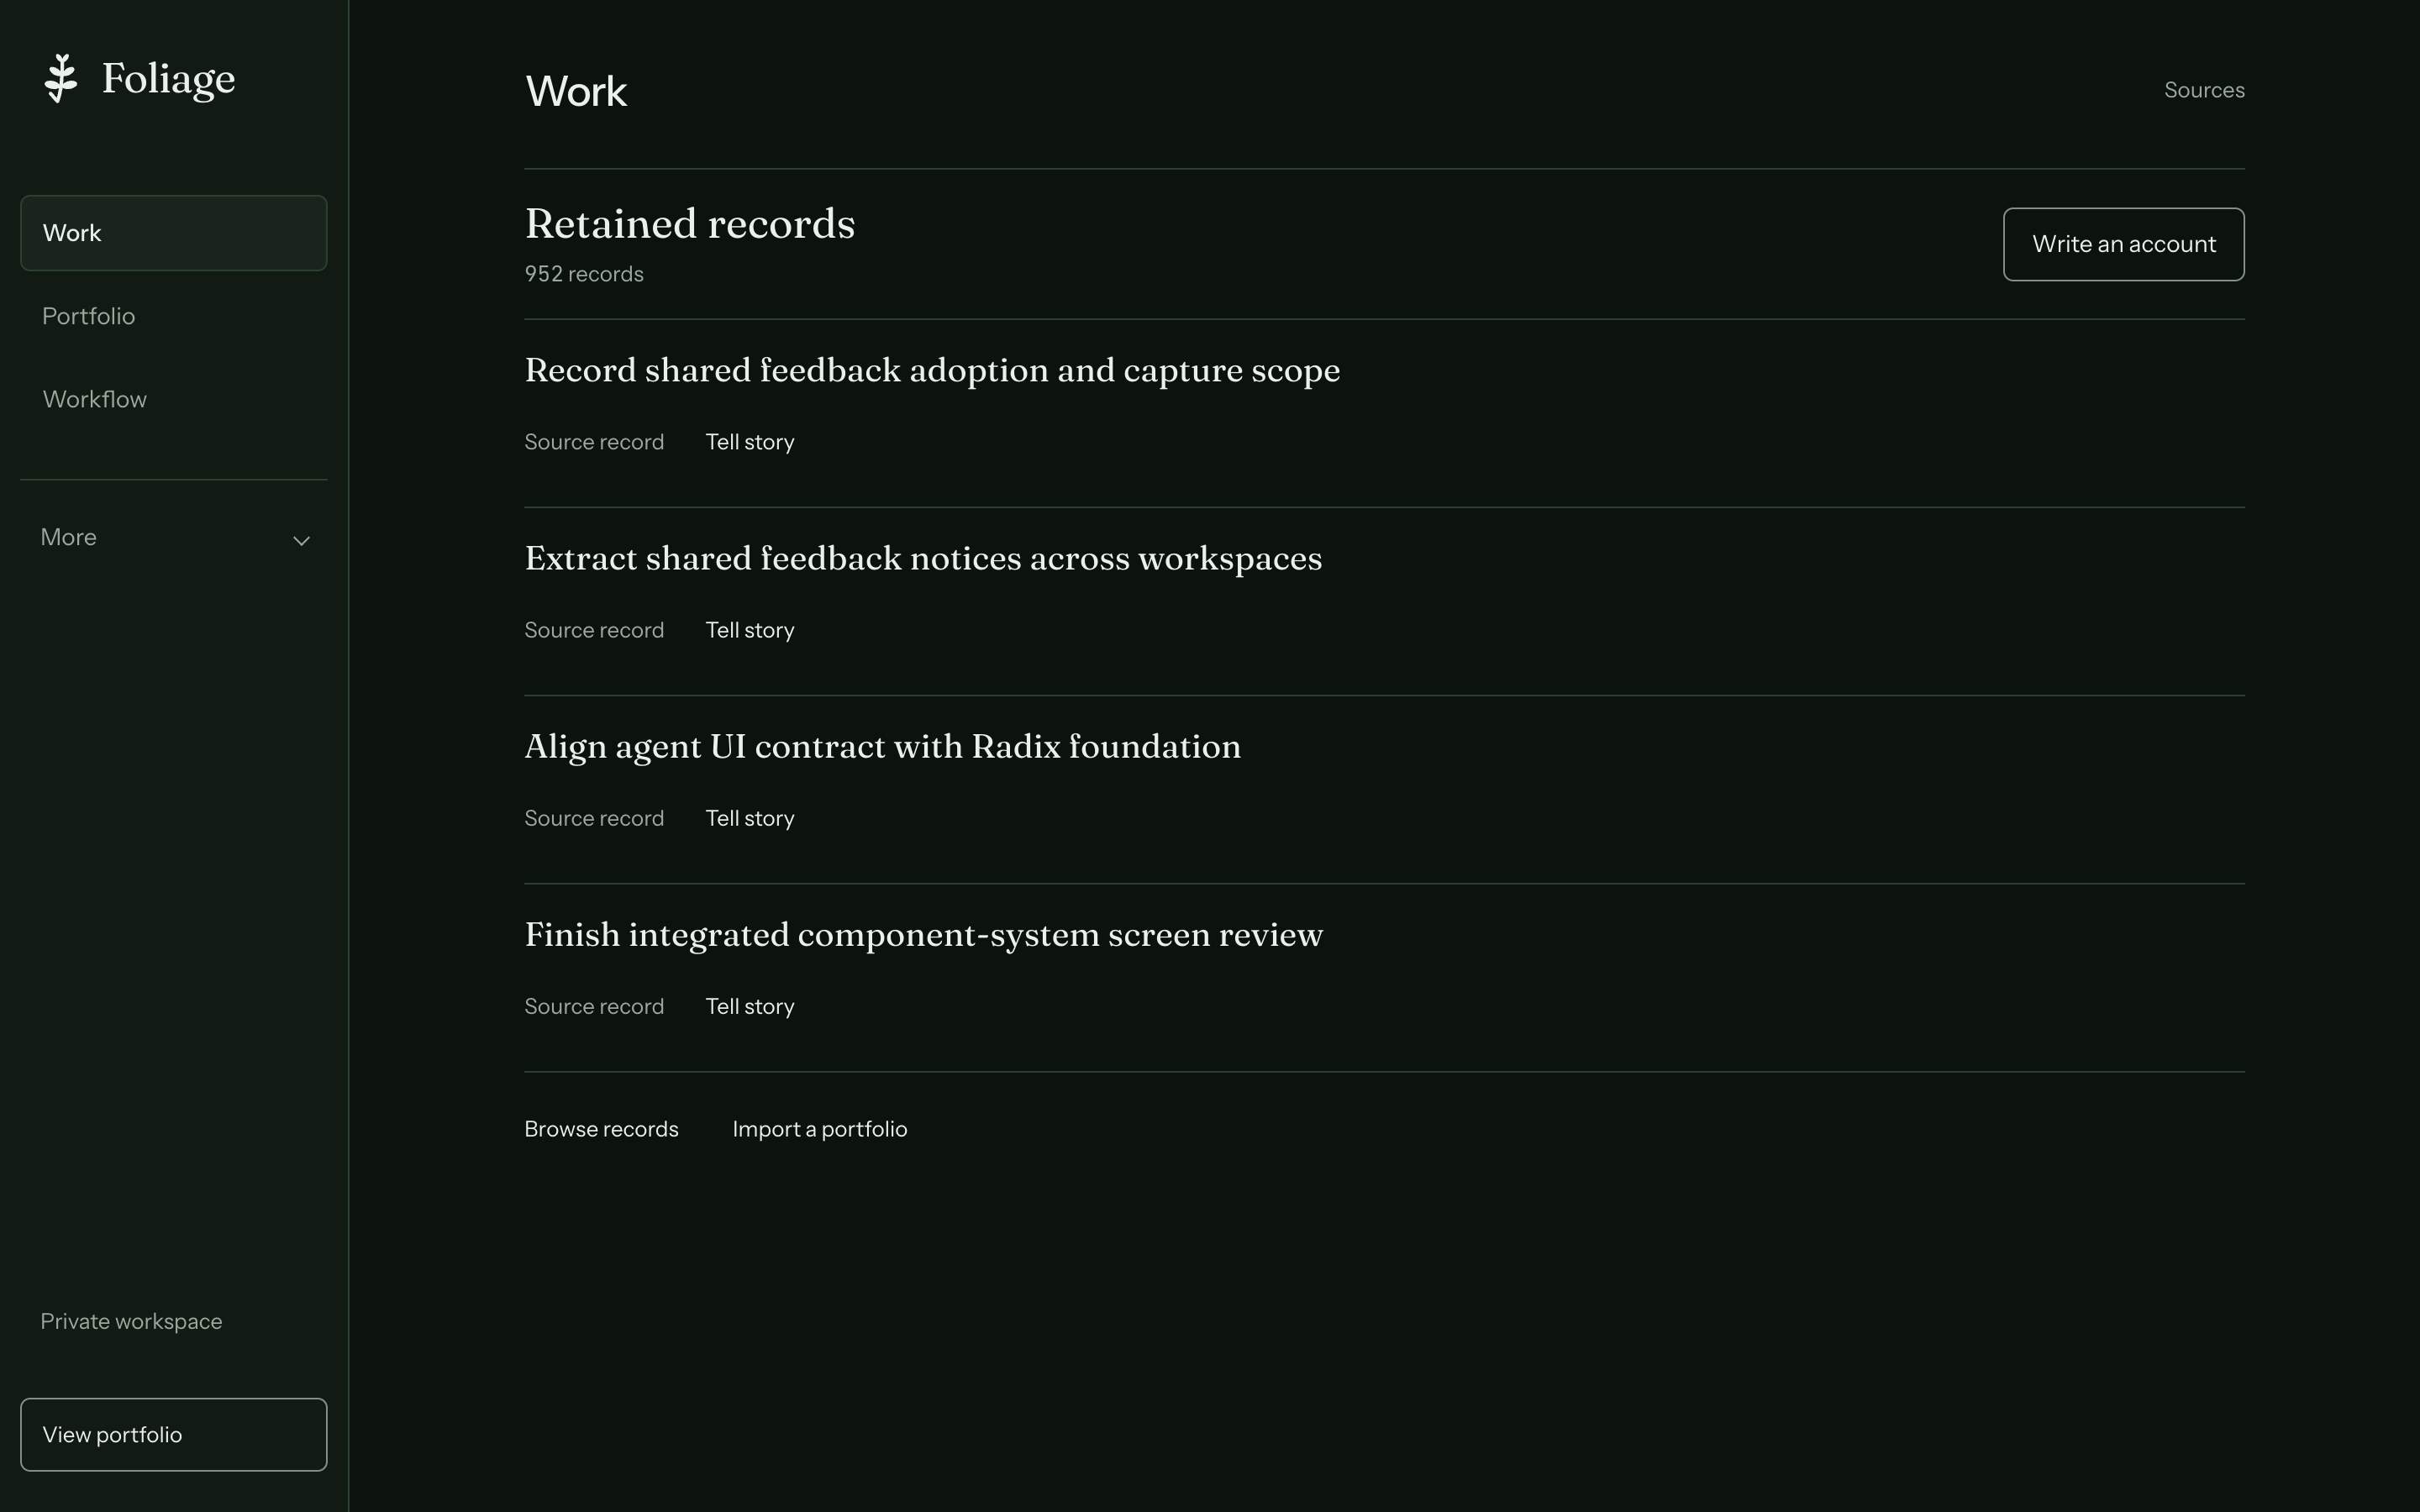 Foliage
Work
Portfolio
Workflow
More
Private workspace
View portfolio
Work
Sources
Retained records
952 records
Write an account
Record shared feedback adoption and capture scope
Source record Tell story
Extract shared feedback notices across workspaces
Source record Tell story
Align agent UI contract with Radix foundation
Source record Tell story
Finish integrated component-system screen review
Source record Tell story
Browse records Import a portfolio